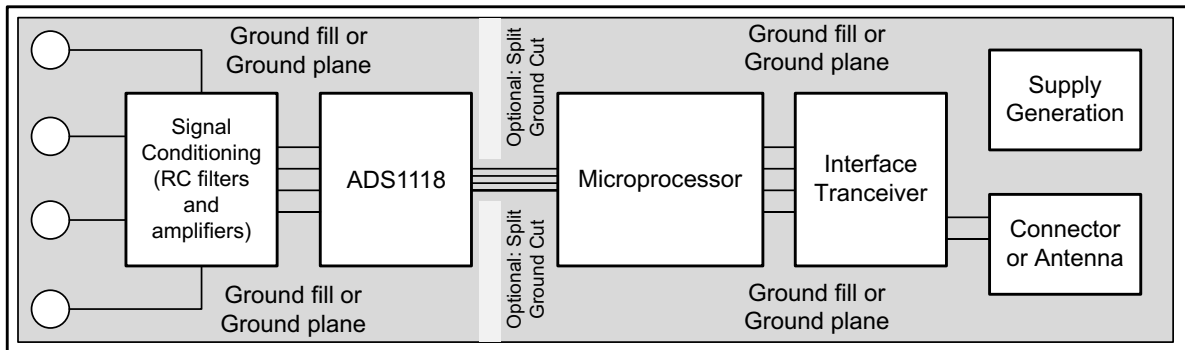 Ground fill or
Ground plane
Optional: Split
Ground Cut
Ground fill or
Ground plane
Supply
Generation
Signal
Conditioning
(RC filters
and
amplifiers)
ADS1118
Microprocessor
Interface
Tranceiver
Connector
or Antenna
Ground fill or
Ground plane
Optional: Split
Ground Cut
Ground fill or
Ground plane